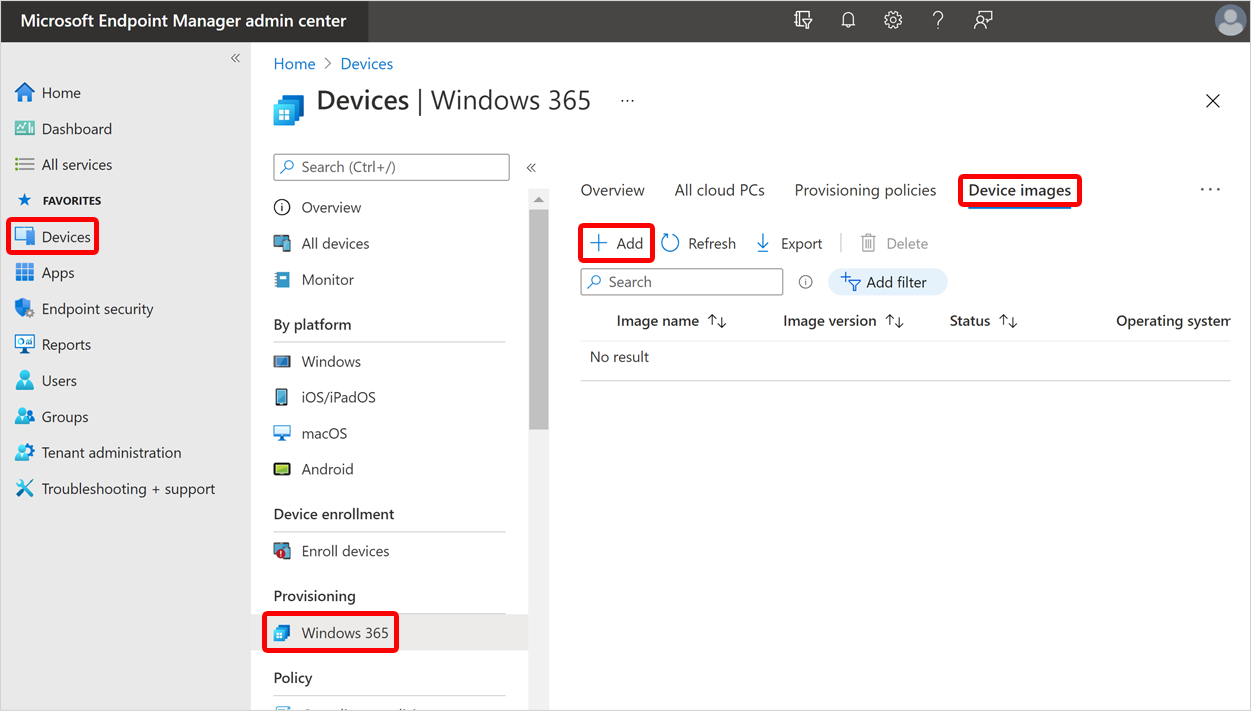 Microsoft Endpoint Manager admin center
Home
Dashboard
All services
FAVORITES
Devices
Apps
Endpoint security
Reports
Users
Groups
Tenant administration
Troubleshooting + support
Home > Devices
Devices | Windows 365 ...
Search (Ctrl+/)
Overview
All devices
Monitor
By platform
Windows
iOS/iPadOS
macOS
Android
Device enrollment
Enroll devices
Provisioning
Windows 365
Policy
Overview All cloud PCs Provisioning policies Device images ...
Add Refresh Export Delete
Search Add filter
Image name ↑↓ Image version ↑↓ Status ↑↓ Operating system
No result